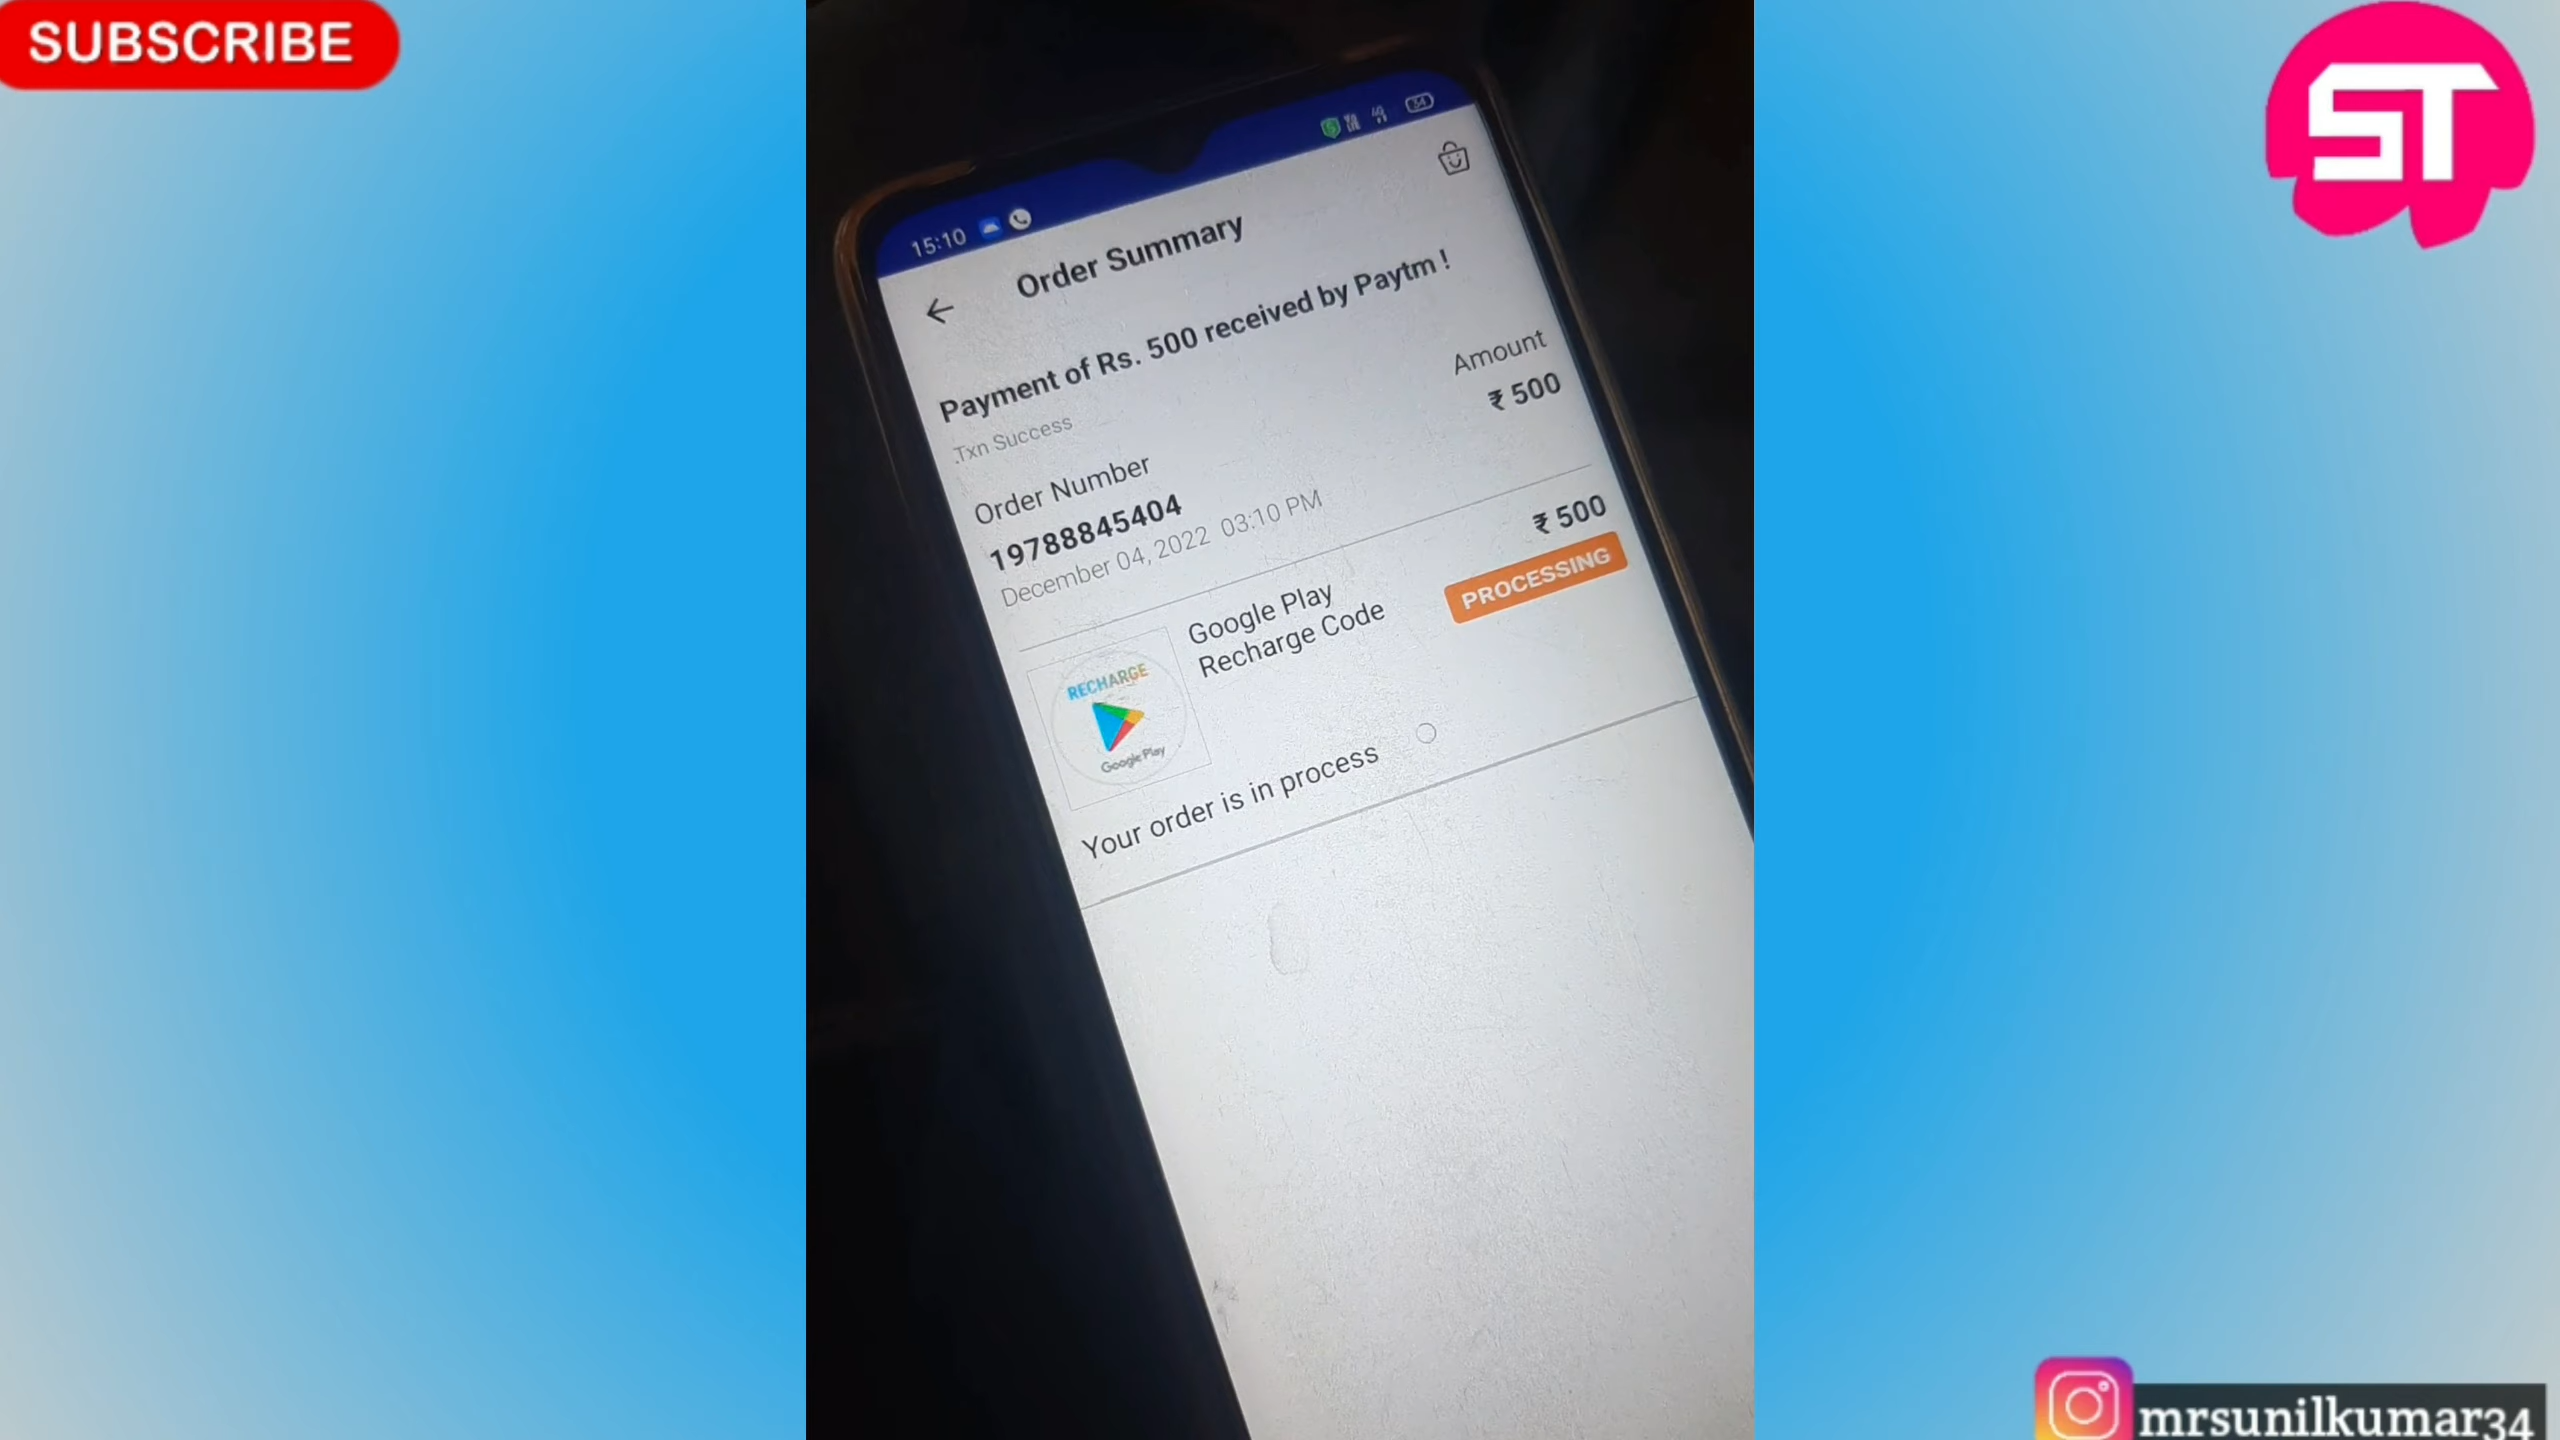 SUBSCRIBE
ST
15:10
54
Order Summary
Payment of Rs. 500 received by Paytm !
Txn Success
Amount
₹ 500
Order Number
19788845404
December 04, 2022 03:10 PM
₹ 500
Google Play
Recharge Code
PROCESSING
RECHARGE
Google Play
Your order is in process
mrsunilkumar34